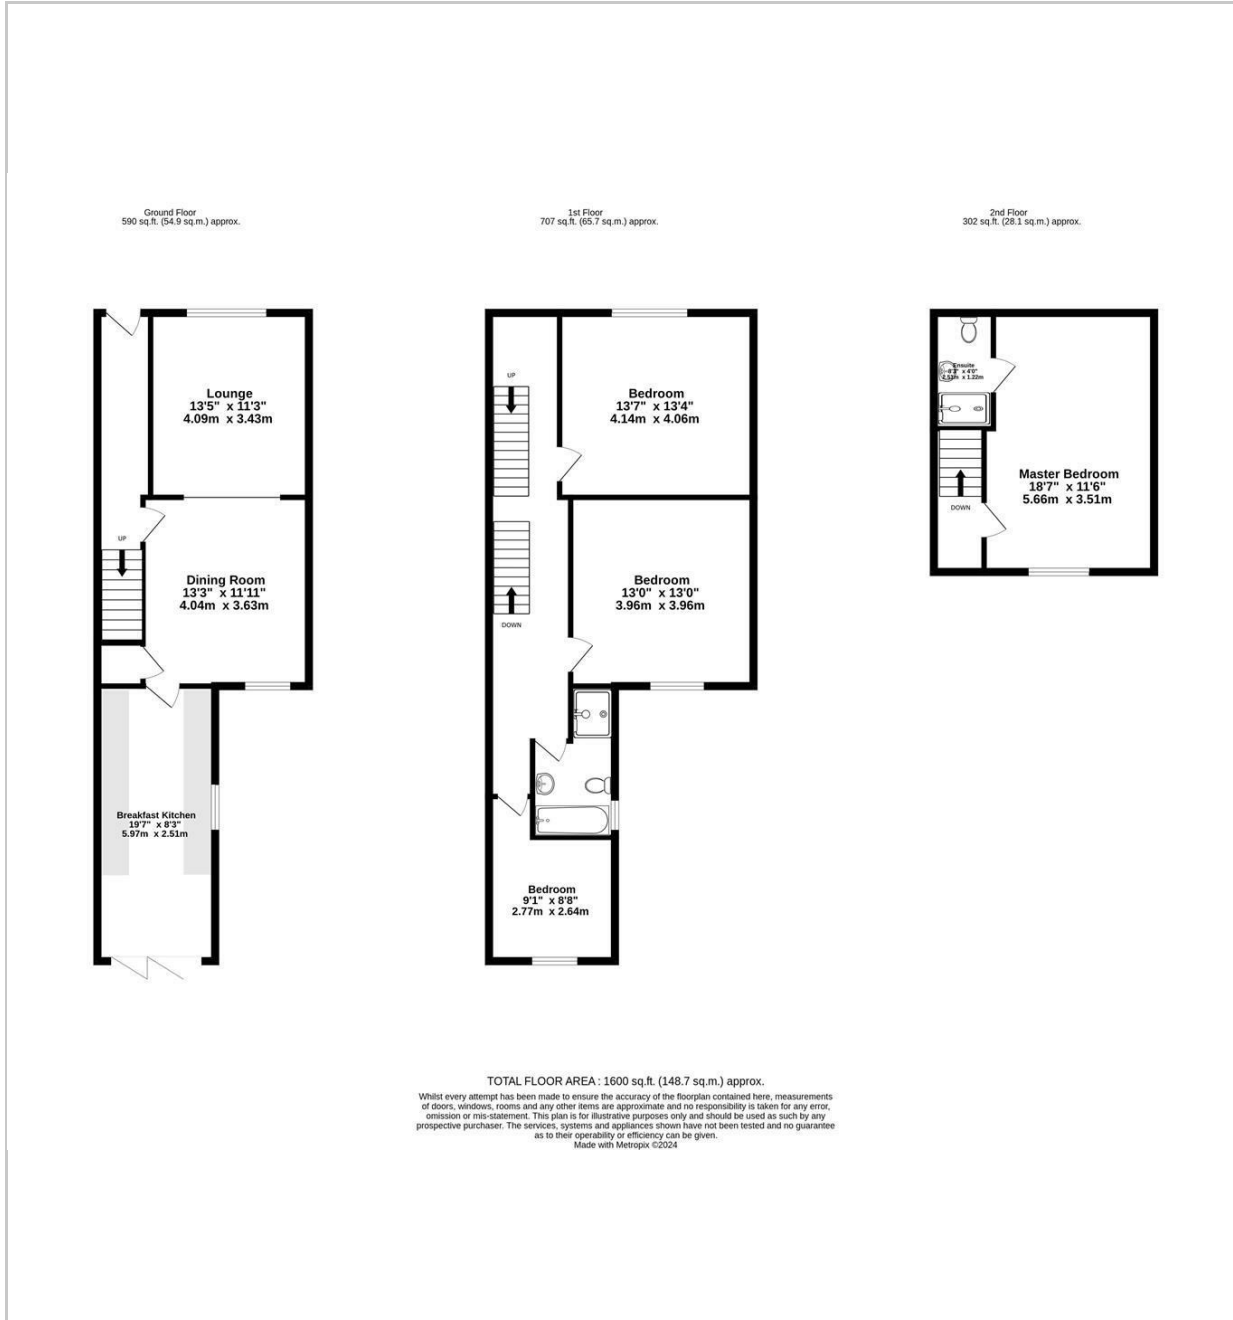 Ground Floor
590 sq.ft. (54.9 sq.m.) approx.
1st Floor
707 sq.ft. (65.7 sq.m.) approx.
2nd Floor
302 sq.ft. (28.1 sq.m.) approx.
Lounge
13'5" x 11'3"
4.09m x 3.43m
UP
Dining Room
13'3" x 11'11"
4.04m x 3.63m
Breakfast Kitchen
19'7" x 8'3"
5.97m x 2.51m
UP
Bedroom
13'7" x 13'4"
4.14m x 4.06m
DOWN
Bedroom
13'0" x 13'0"
3.96m x 3.96m
Bedroom
9'1" x 8'8"
2.77m x 2.64m
Ensuite
x 4'0"
x 1.22m
Master Bedroom
18'7" x 11'6"
5.66m x 3.51m
DOWN
TOTAL FLOOR AREA : 1600 sq.ft. (148.7 sq.m.) approx.
Whilst every attempt has been made to ensure the accuracy of the floorplan contained here, measurements
of doors, windows, rooms and any other items are approximate and no responsibility is taken for any error,
omission or mis-statement. This plan is for illustrative purposes only and should be used as such by any
prospective purchaser. The services, systems and appliances shown have not been tested and no guarantee
as to their operability or efficiency can be given.
Made with Metropix ©2024